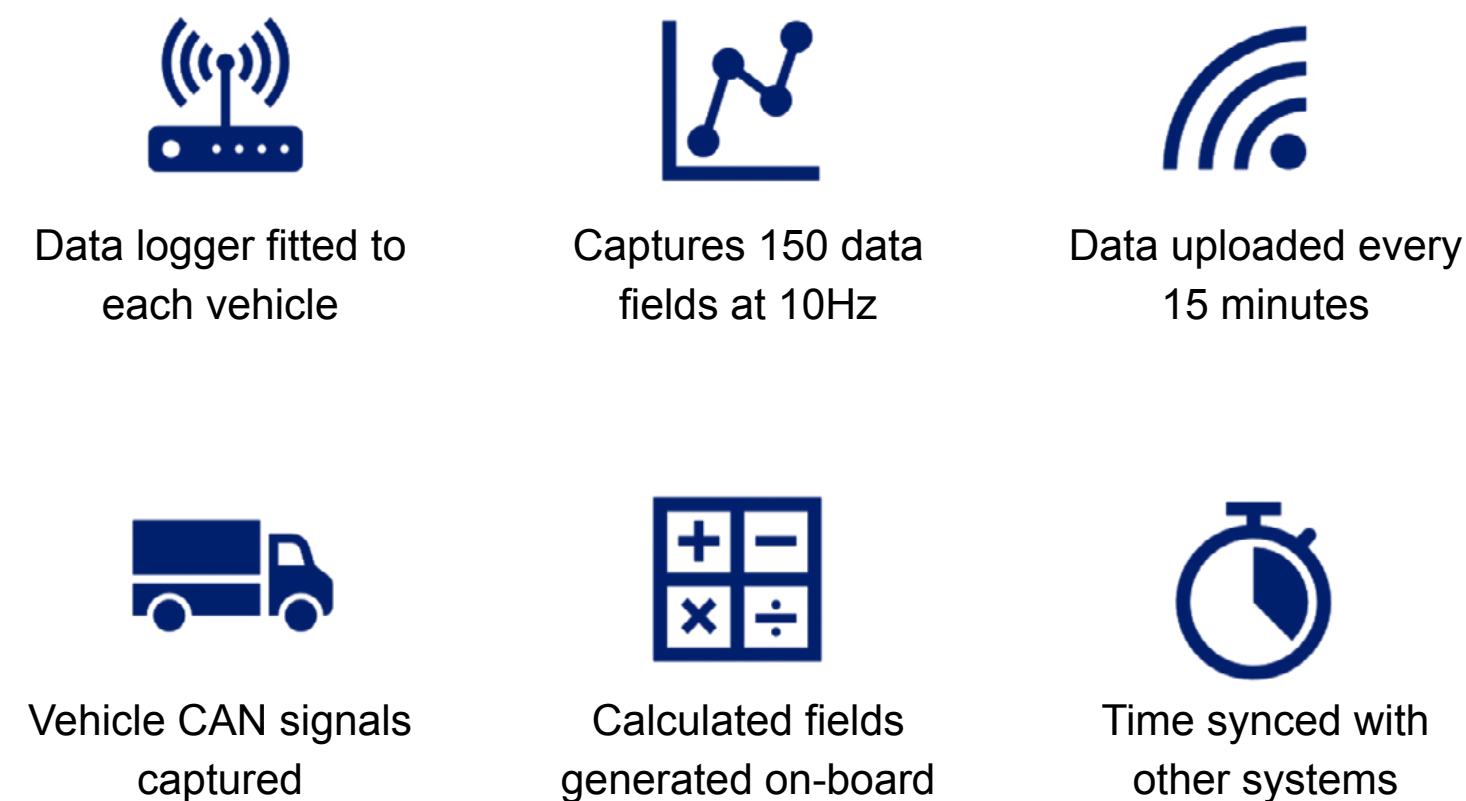 Data logger fitted to
each vehicle
Captures 150 data
fields at 10Hz
Data uploaded every
15 minutes
Vehicle CAN signals
captured
Calculated fields
generated on-board
Time synced with
other systems